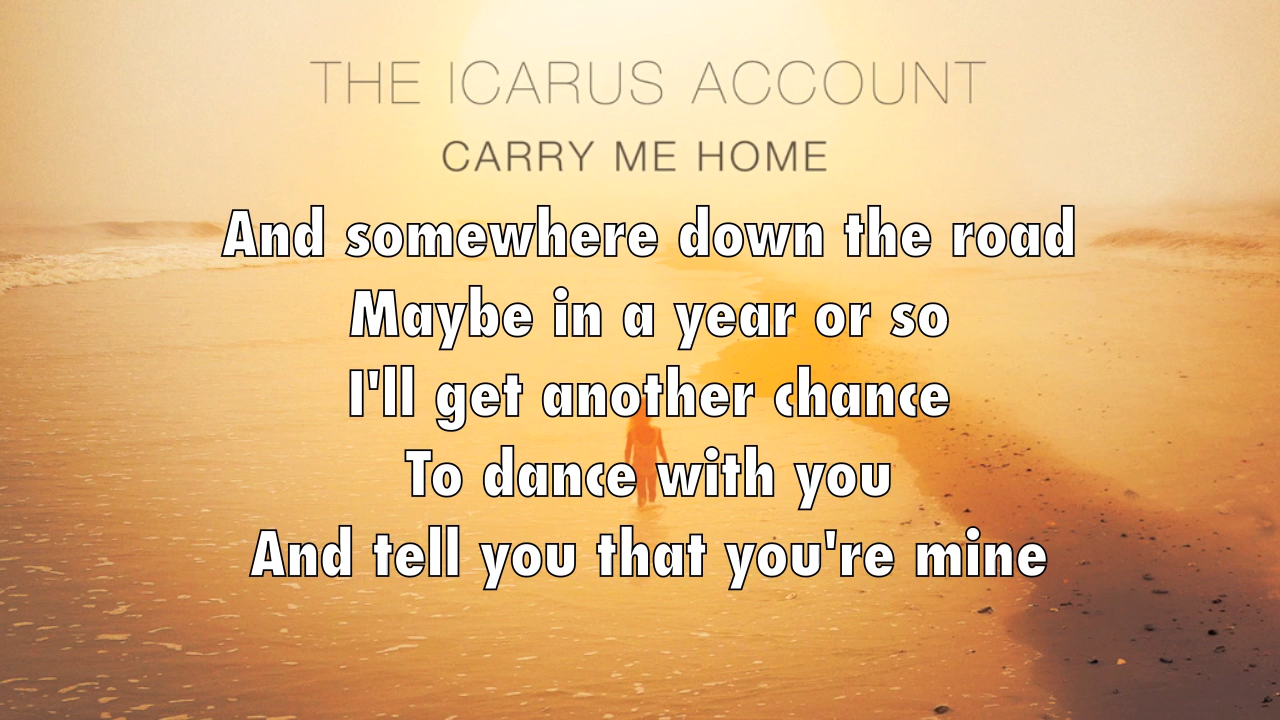 THE ICARUS ACCOUNT
CARRY ME HOME
And somewhere down the road
Maybe in a year or so
I'll get another chance
To dance with you
And tell you that you're mine